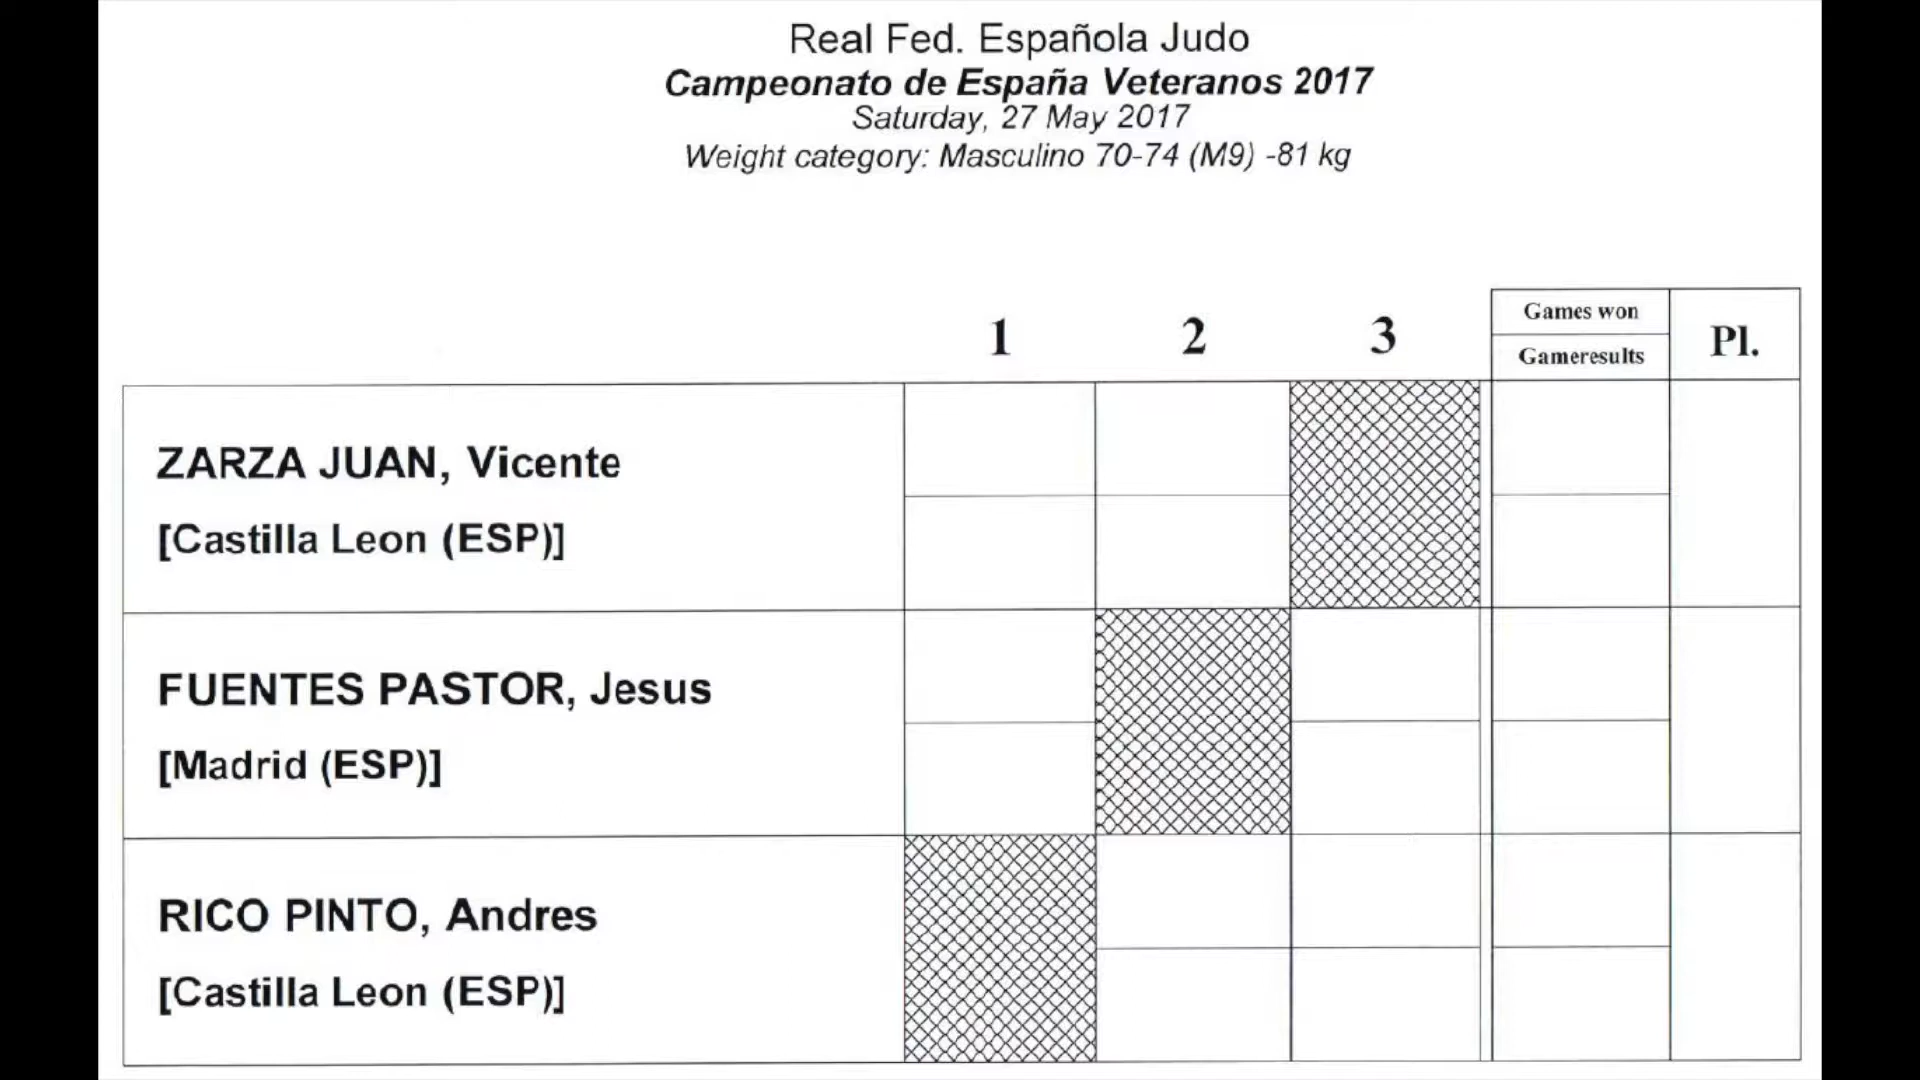 Real Fed. Española Judo
Campeonato de España Veteranos 2017
Saturday, 27 May 2017
Weight category: Masculino 70-74 (M9) -81 kg
1 2 3 Games won Pl.
Gameresults
ZARZA JUAN, Vicente
[Castilla Leon (ESP)]
FUENTES PASTOR, Jesus
[Madrid (ESP)]
RICO PINTO, Andres
[Castilla Leon (ESP)]